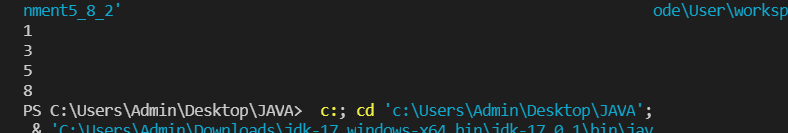 nment5_8_2' ode\User\worksp
1
3
5
8
PS C:\Users\Admin\Desktop\JAVA> c:; cd 'c:\Users\Admin\Desktop\JAVA';
& 'C:\Users\Admin\Downloads\jdk-17_windows-x64_bin\jdk-17.0.1\bin\jav